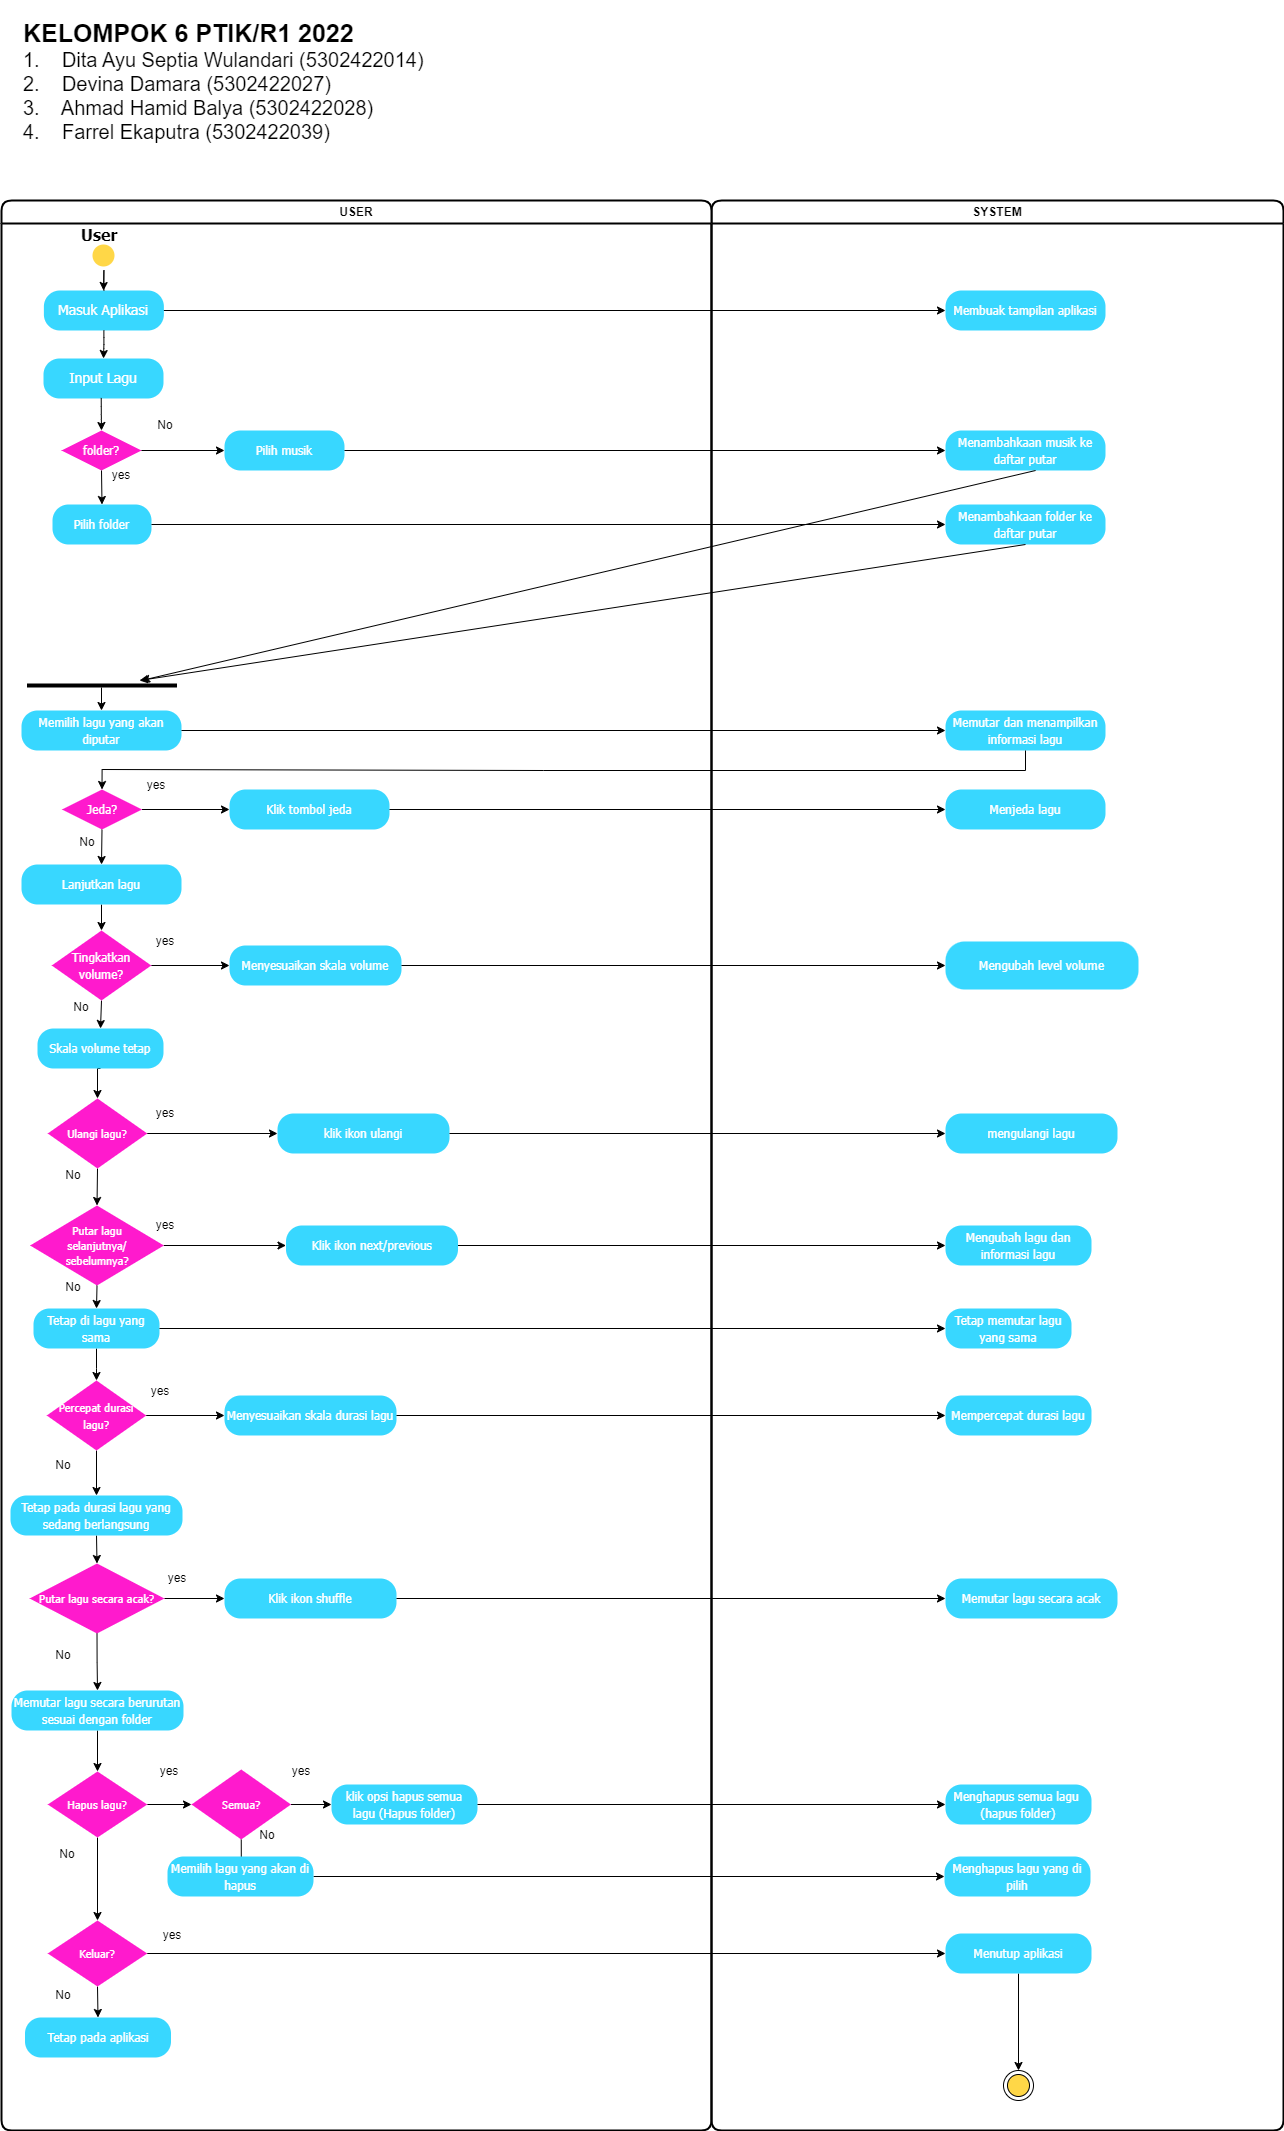 KELOMPOK 6 PTIK/R1 2022
1. Dita Ayu Septia Wulandari (5302422014)
2. Devina Damara (5302422027)
3. Ahmad Hamid Balya (5302422028)
4. Farrel Ekaputra (5302422039)
USER
SYSTEM
User
Masuk Aplikasi
Membuak tampilan aplikasi
Input Lagu
No
folder?
Pilih musik
Menambahkaan musik ke
daftar putar
yes
Pilih folder
Menambahkaan folder ke
daftar putar
Memilih lagu yang akan
diputar
Memutar dan menampilkan
informasi lagu
yes
Jeda?
Klik tombol jeda
Menjeda lagu
No
Lanjutkan lagu
yes
Tingkatkan
volume?
Menyesuaikan skala volume
Mengubah level volume
No
Skala volume tetap
yes
Ulangi lagu?
klik ikon ulangi
mengulangi lagu
No
yes
Putar lagu
selanjutnya/
sebelumnya?
Klik ikon next/previous
Mengubah lagu dan
informasi lagu
No
Tetap di lagu yang
sama
Tetap memutar lagu
yang sama
yes
Percepat durasi
lagu?
Menyesuaikan skala durasi lagu
Mempercepat durasi lagu
No
Tetap pada durasi lagu yang
sedang berlangsung
yes
Putar lagu secara acak?
Klik ikon shuffle
Memutar lagu secara acak
No
Memutar lagu secara berurutan
sesuai dengan folder
yes
yes
Hapus lagu?
Semua?
klik opsi hapus semua
lagu (Hapus folder)
Menghapus semua lagu
(hapus folder)
No
No
Memilih lagu yang akan di
hapus
Menghapus lagu yang di
pilih
yes
Keluar?
Menutup aplikasi
No
Tetap pada aplikasi